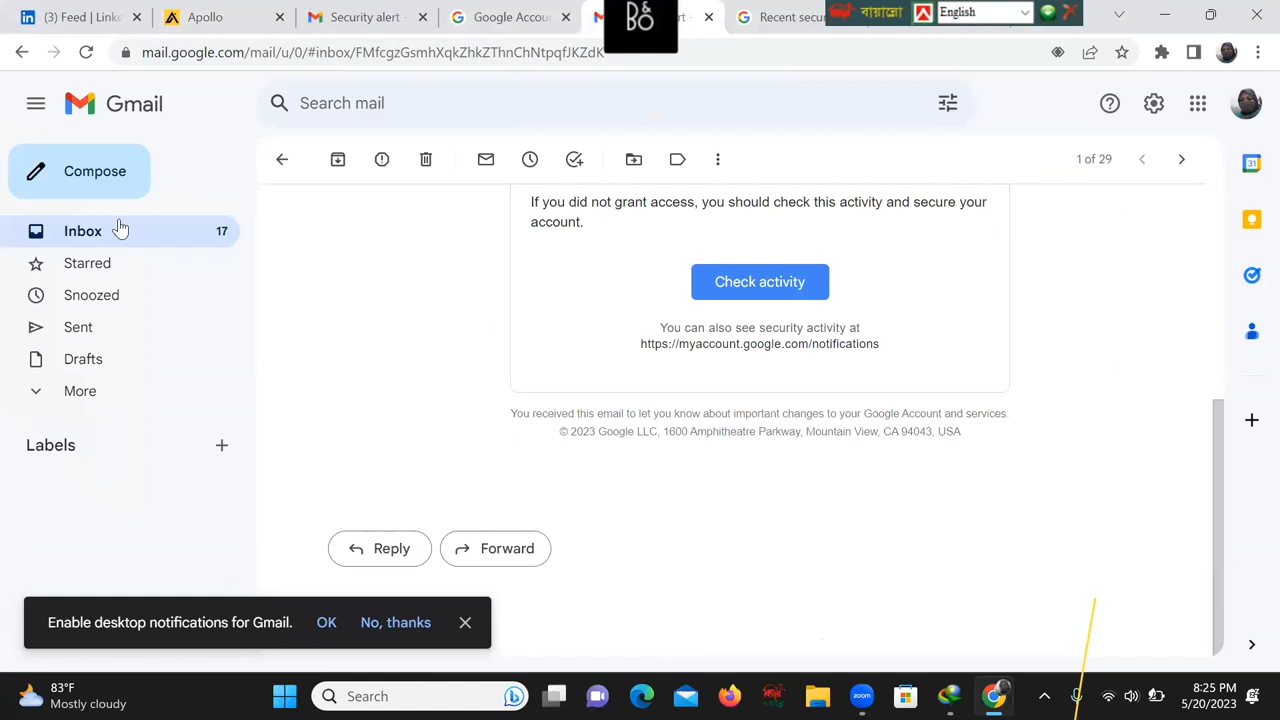 (3) Feed | Linke
Apollo
Security alert -
Google Accou
rt -
Recent secu
বায়ান্নো
English
mail.google.com/mail/u/0/#inbox/FMfcgzGsmhXqkZhkZThnChNtpqfJKZdK
D&
BO
Gmail
Search mail
Compose
1 of 29
31
Inbox 17
Starred
Snoozed
Sent
Drafts
More
Labels
If you did not grant access, you should check this activity and secure your
account.
Check activity
You can also see security activity at
https://myaccount.google.com/notifications
You received this email to let you know about important changes to your Google Account and services.
© 2023 Google LLC, 1600 Amphitheatre Parkway, Mountain View, CA 94043, USA
Reply
Forward
Enable desktop notifications for Gmail. OK No, thanks
83°F
Mostly cloudy
Search
zoom
8:25 PM
5/20/2023